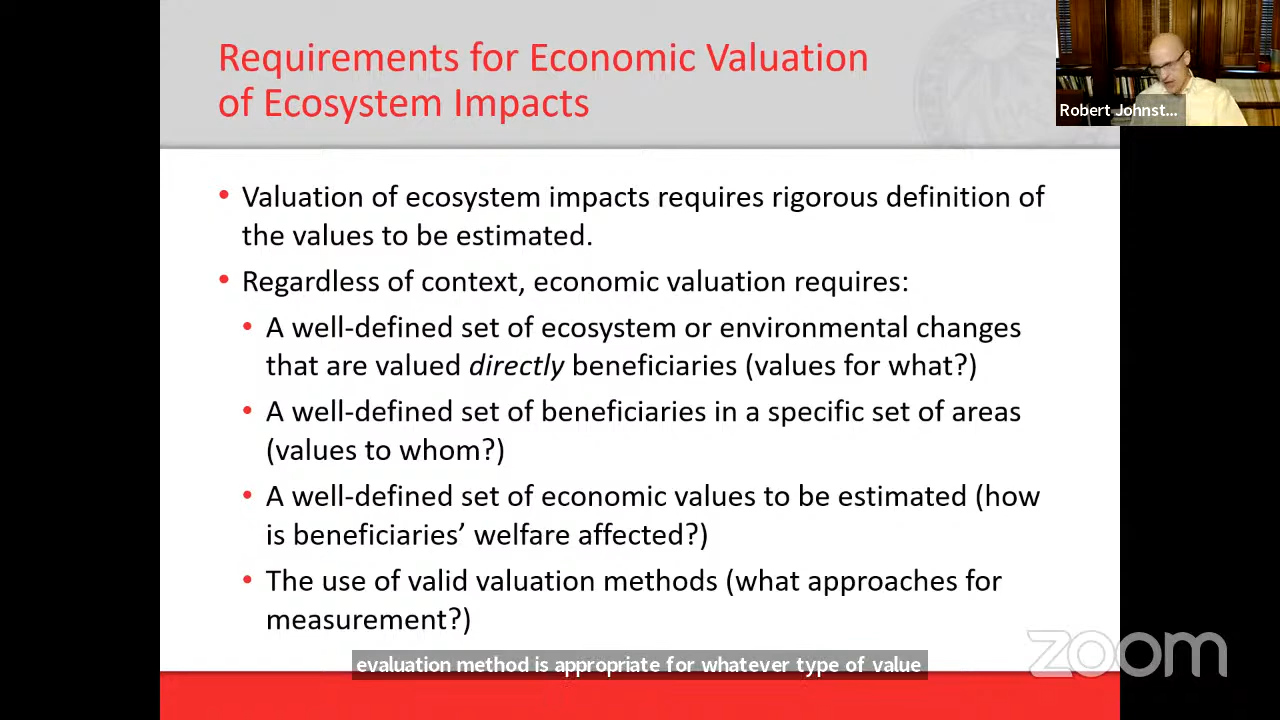 Requirements for Economic Valuation
of Ecosystem Impacts
Robert Johnst...
• Valuation of ecosystem impacts requires rigorous definition of
the values to be estimated.
• Regardless of context, economic valuation requires:
• A well-defined set of ecosystem or environmental changes
that are valued directly beneficiaries (values for what?)
• A well-defined set of beneficiaries in a specific set of areas
(values to whom?)
• A well-defined set of economic values to be estimated (how
is beneficiaries’ welfare affected?)
• The use of valid valuation methods (what approaches for
measurement?)
zoom
evaluation method is appropriate for whatever type of value